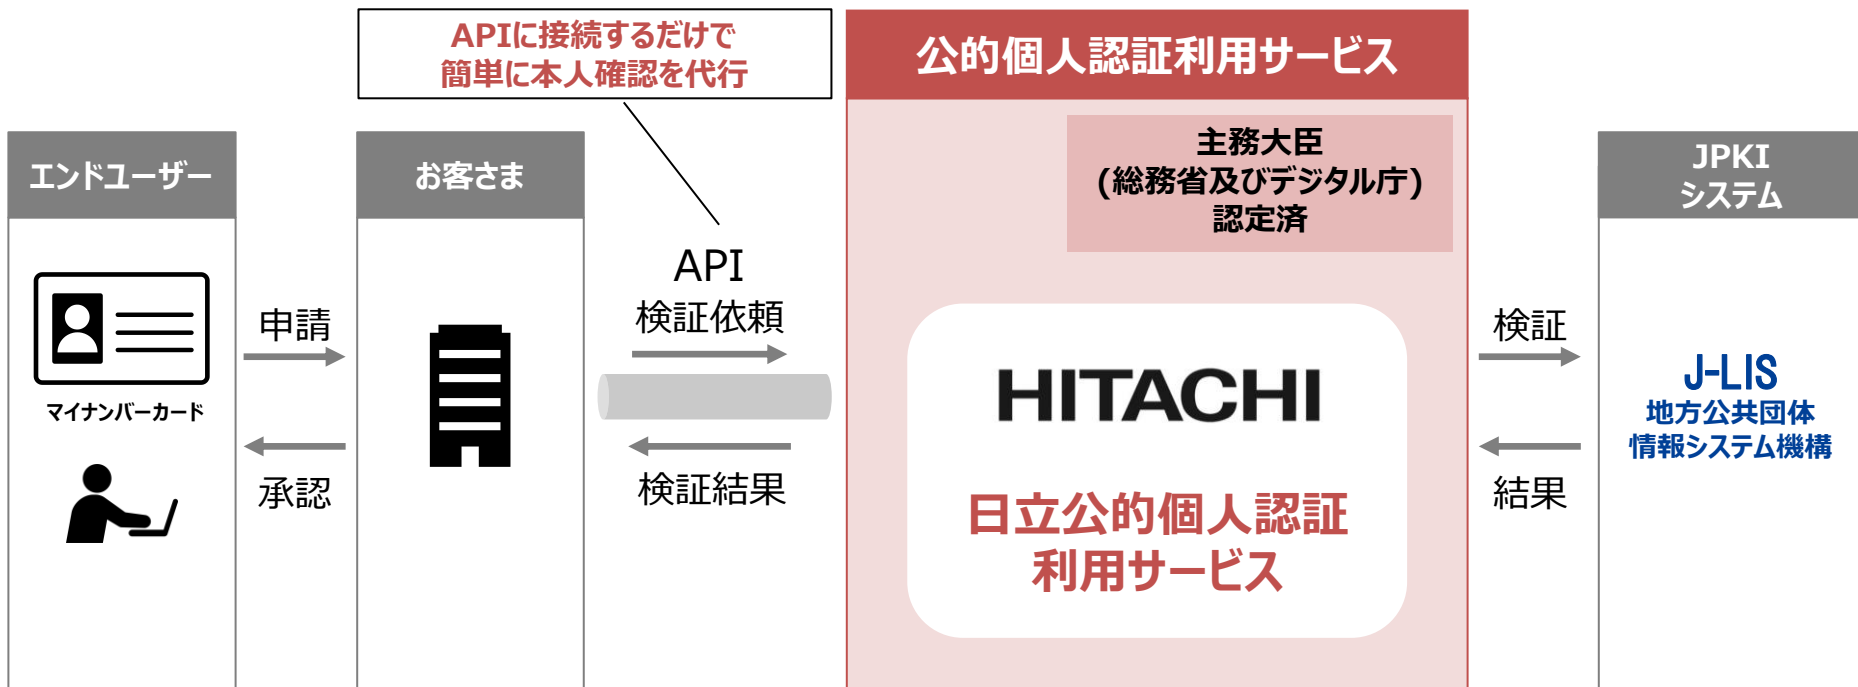 APIに接続するだけで
簡単に本人確認を代行
公的個人認証利用サービス
エンドユーザー
お客さま
主務大臣
(総務省及びデジタル庁)
認定済
JPKI
システム
マイナンバーカード
申請
承認
API
検証依頼
検証結果
HITACHI
日立公的個人認証
利用サービス
検証
結果
J-LIS
地方公共団体
情報システム機構